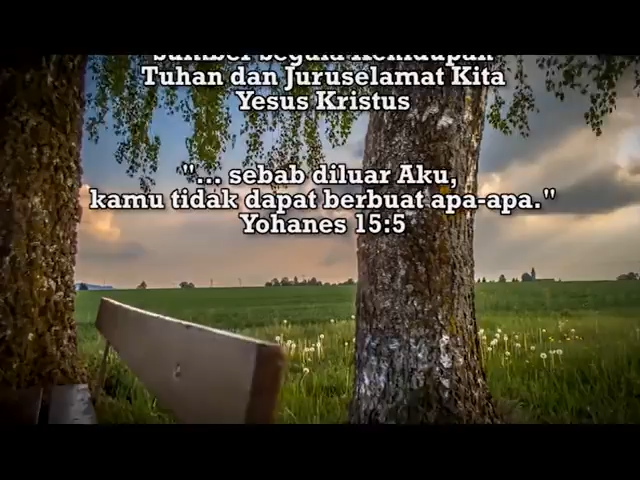 Tuhan dan Juruselamat Kita
Yesus Kristus
"... sebab diluar Aku,
kamu tidak dapat berbuat apa-apa."
Yohanes 15:5